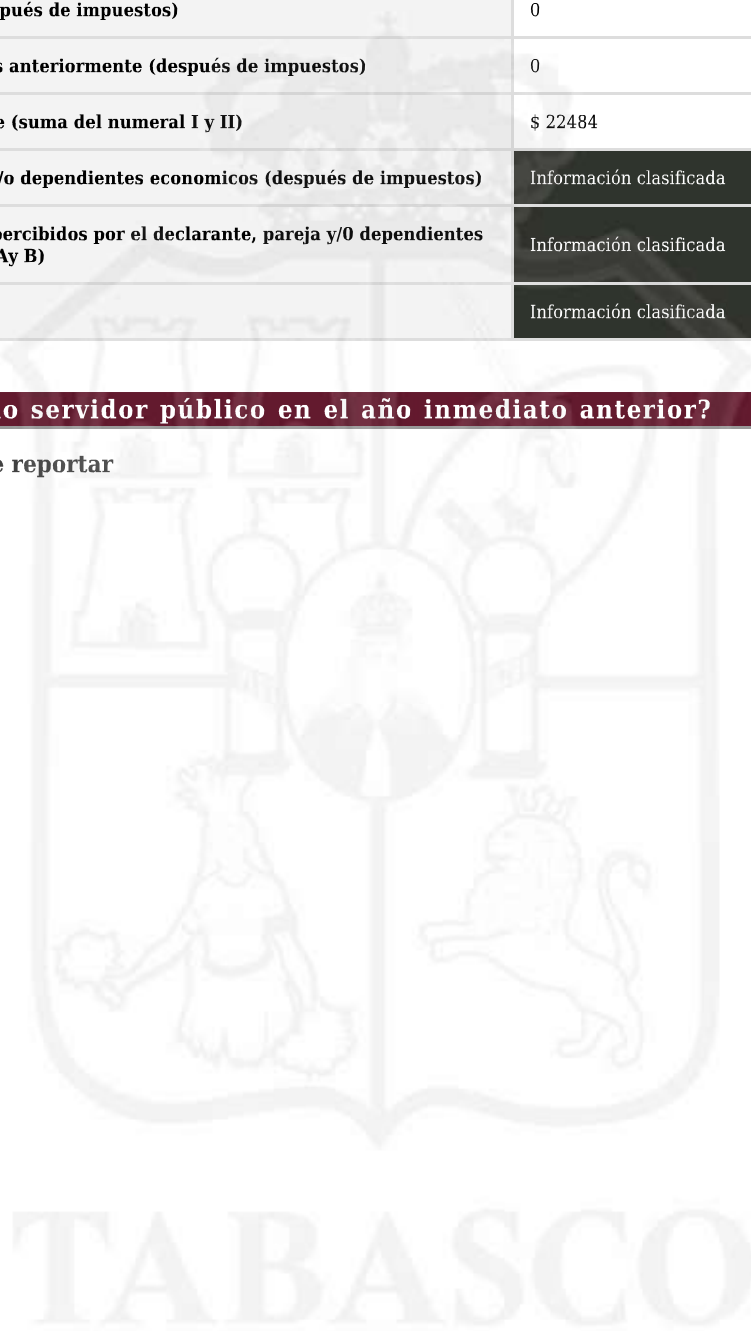 pués de impuestos) 0
s anteriormente (después de impuestos) 0
e (suma del numeral I y II) $ 22484
/o dependientes economicos (después de impuestos) Información clasificada
percibidos por el declarante, pareja y/0 dependientes Información clasificada
Ay B)
Información clasificada
o servidor público en el año inmediato anterior?
e reportar
TABASCO